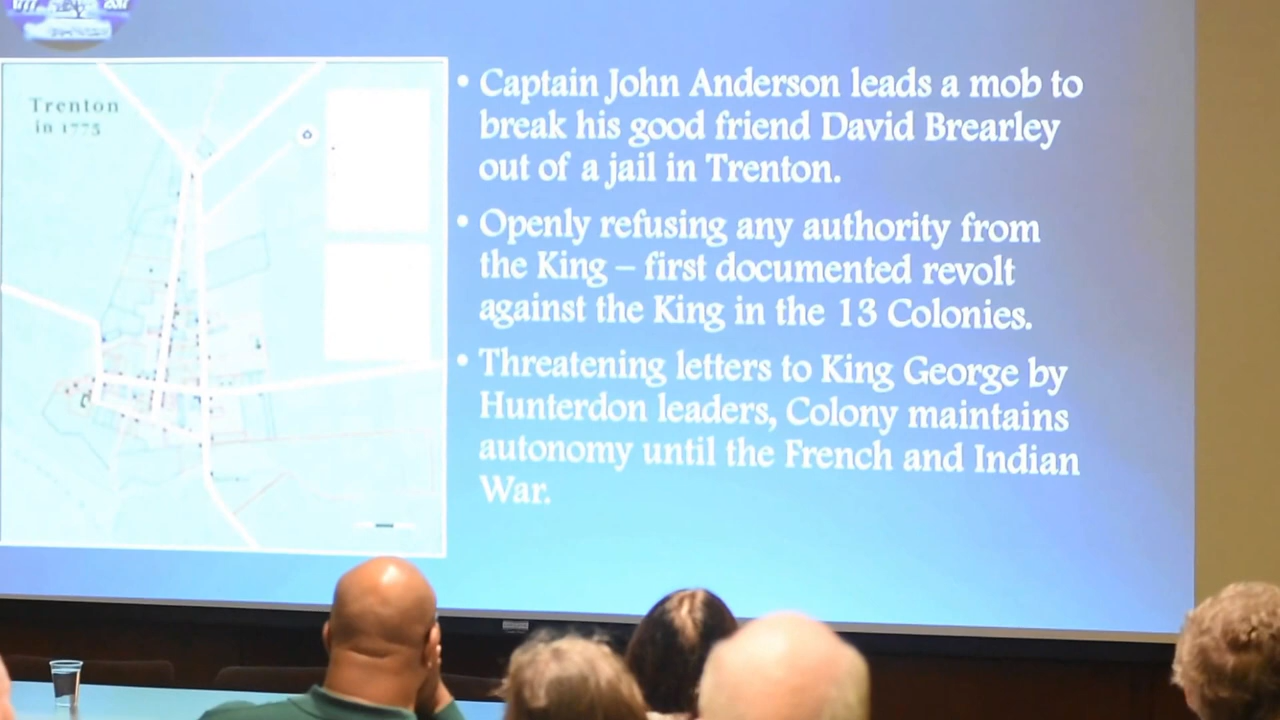 Trenton
in 1775
• Captain John Anderson leads a mob to
break his good friend David Brearley
out of a jail in Trenton.
• Openly refusing any authority from
the King – first documented revolt
against the King in the 13 Colonies.
• Threatening letters to King George by
Hunterdon leaders, Colony maintains
autonomy until the French and Indian
War.